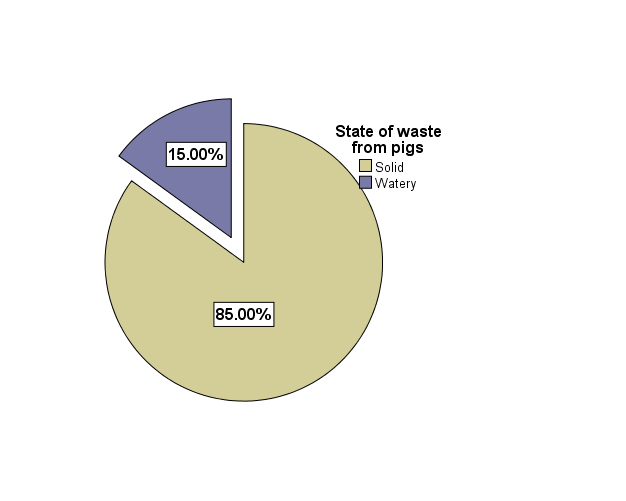 State of waste
from pigs
Solid
Watery
15.00%
85.00%